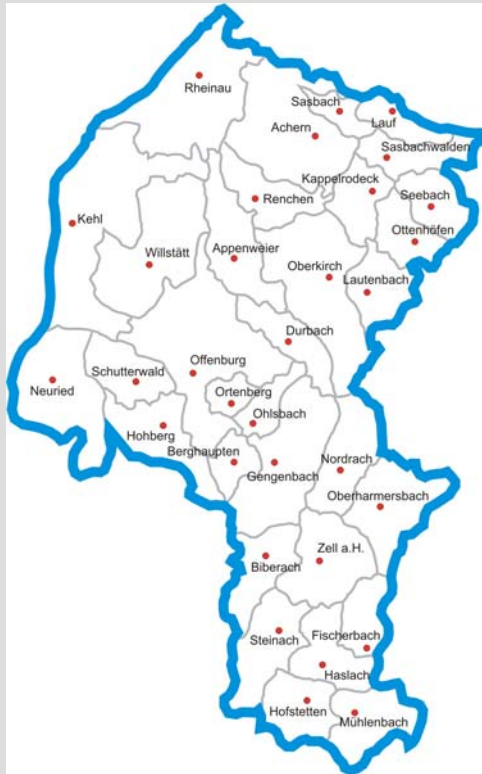 Rheinau
Sasbach
Lauf
Achern
Sasbachwalden
Kappelrodeck
Renchen
Seebach
Kehl
Ottenhöfen
Willstätt
Appenweier
Oberkirch
Lautenbach
Durbach
Offenburg
Schutterwald
Neuried
Ortenberg
Ohlsbach
Hohberg
Berghaupten
Gengenbach
Nordrach
Oberharmersbach
Zell a.H.
Biberach
Steinach
Fischerbach
Haslach
Hofstetten
Mühlenbach